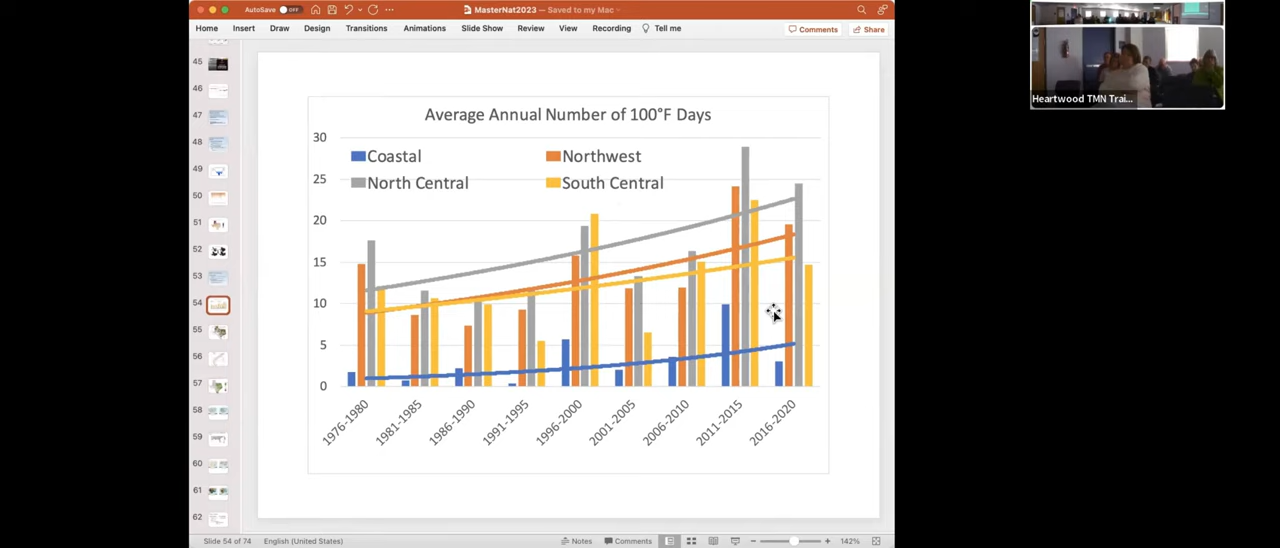 AutoSave OFF
MasterNat2023 — Saved to my Mac
Home Insert Draw Design Transitions Animations Slide Show Review View Recording Tell me
Comments Share
45
46
47
48
49
50
51
52
53
54
55
56
57
58
59
60
61
62
Average Annual Number of 100°F Days
30
25
20
15
10
5
0
Coastal Northwest
North Central South Central
1976-1980 1981-1985 1986-1990 1991-1995 1996-2000 2001-2005 2006-2010 2011-2015 2016-2020
Slide 54 of 74 English (United States) Notes Comments 142%
Heartwood TMN Trai...